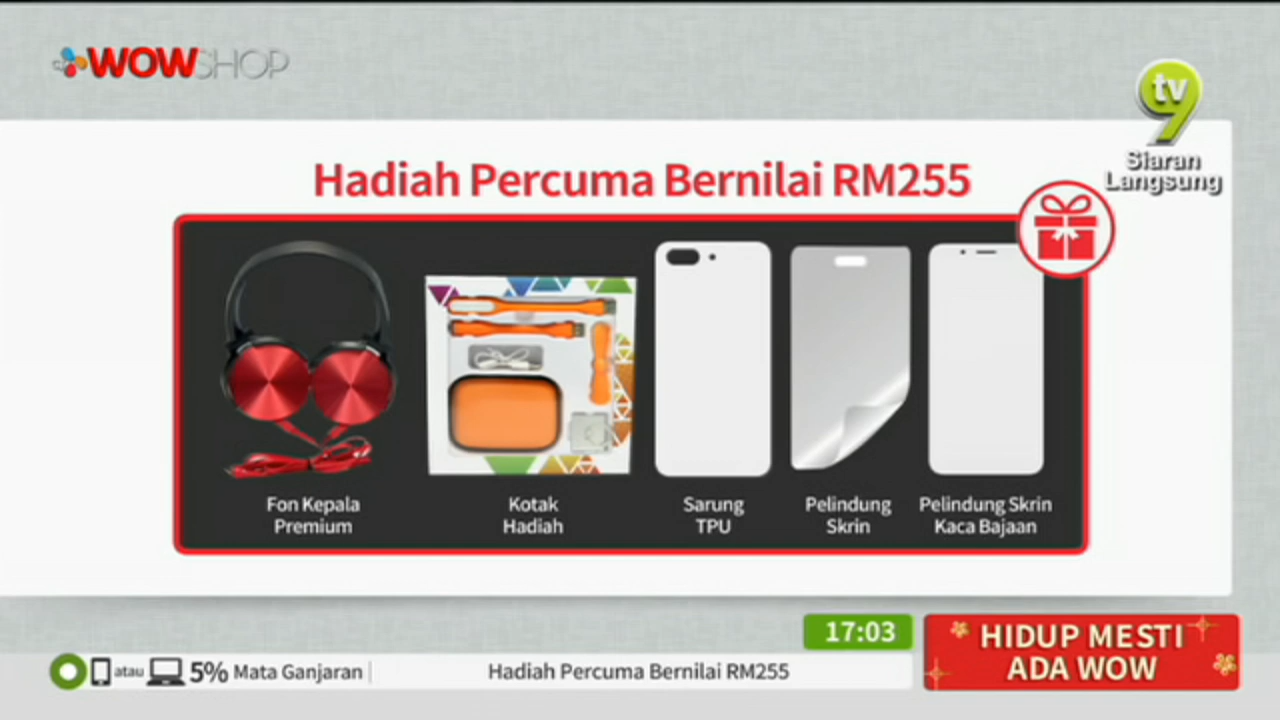 WOWSHOP
tv9
Siaran
Langsung
Hadiah Percuma Bernilai RM255
Fon Kepala
Premium
Kotak
Hadiah
Sarung
TPU
Pelindung
Skrin
Pelindung Skrin
Kaca Bajaan
17:03
HIDUP MESTI
ADA WOW
atau 5% Mata Ganjaran
Hadiah Percuma Bernilai RM255